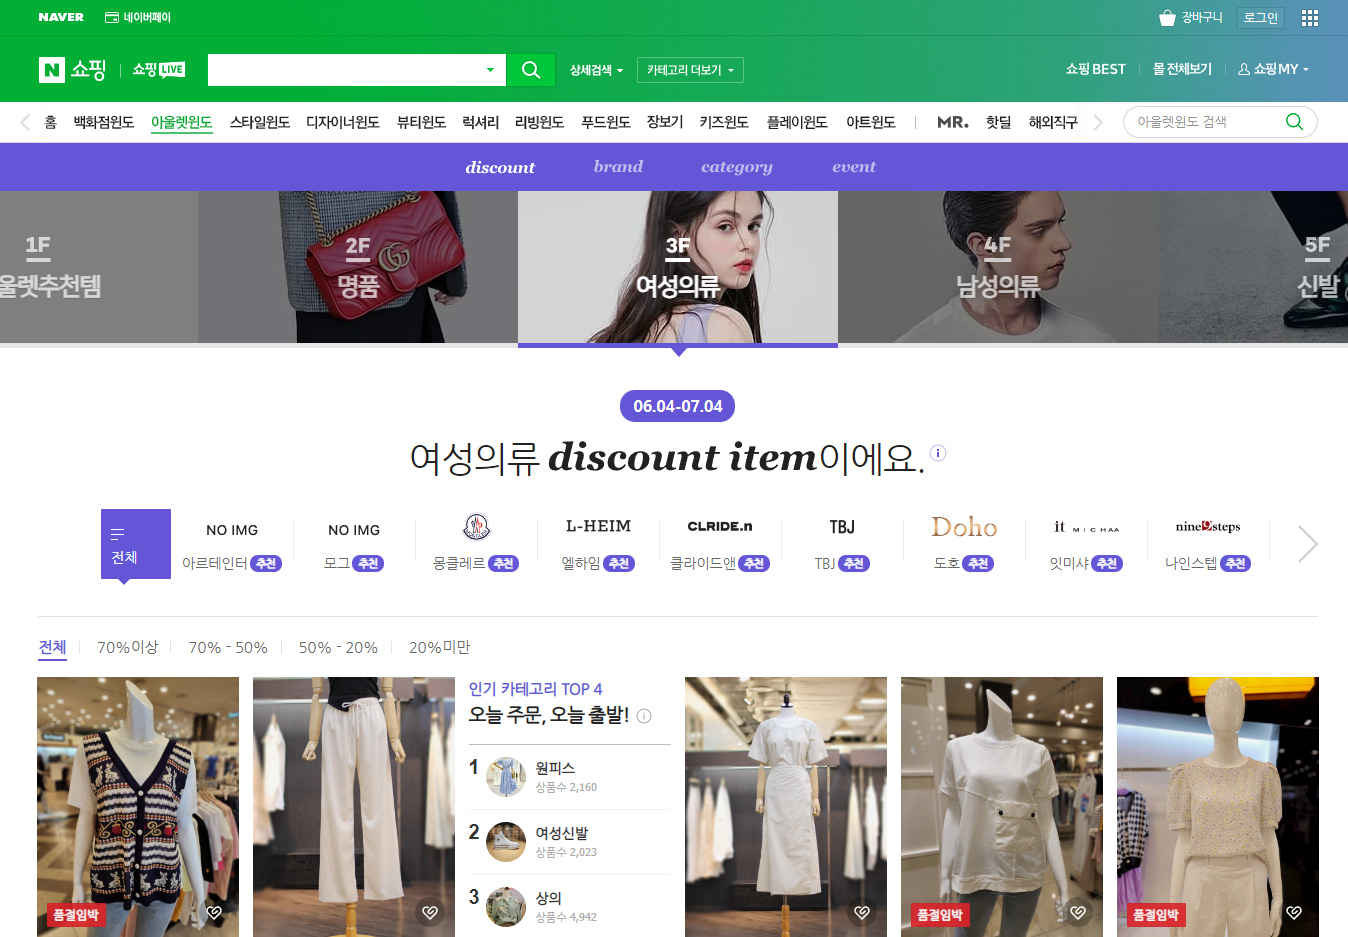 NAVER 네이버페이 장바구니 로그인
N 쇼핑 쇼핑LIVE 상세검색 카테고리 더보기 쇼핑 BEST 몰 전체보기 쇼핑 MY
홈 백화점윈도 아울렛윈도 스타일윈도 디자이너윈도 뷰티윈도 럭셔리 리빙윈도 푸드윈도 장보기 키즈윈도 플레이윈도 아트윈도 MR. 핫딜 해외직구 아울렛윈도 검색
discount brand category event
1F 2F 3F 4F 5F
울렛추천템 명품 여성의류 남성의류 신발
06.04-07.04
여성의류 discount item이에요.
NO IMG NO IMG L-HEIM CLRIDE.n TBJ Doho it MICHAA nine9steps
전체 아르테인터 추천 모그 추천 몽클레르 추천 엘하임 추천 클라이드앤 추천 TBJ 추천 도호 추천 잇미샤 추천 나인스텝 추천
전체 70%이상 70% - 50% 50% - 20% 20%미만
인기 카테고리 TOP 4
오늘 주문, 오늘 출발!
1 원피스
상품수 2,160
2 여성신발
상품수 2,023
3 상의
상품수 4,942
품절임박 품절임박 품절임박